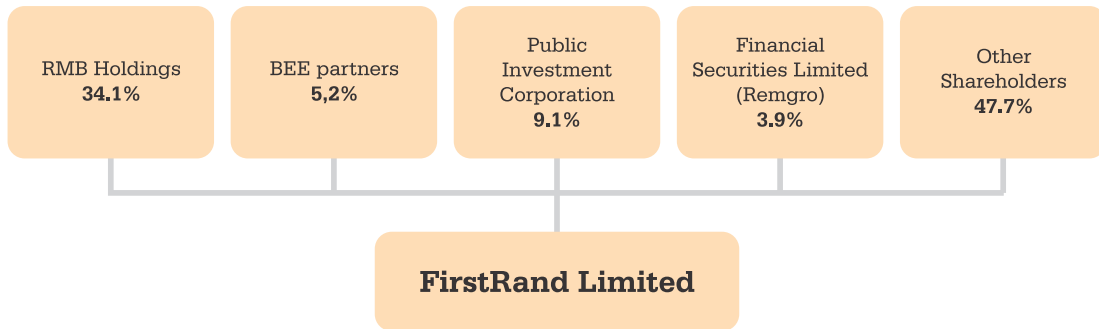 RMB Holdings
34.1%
BEE partners
5,2%
Public
Investment
Corporation
9.1%
Financial
Securities Limited
(Remgro)
3.9%
Other
Shareholders
47.7%
FirstRand Limited